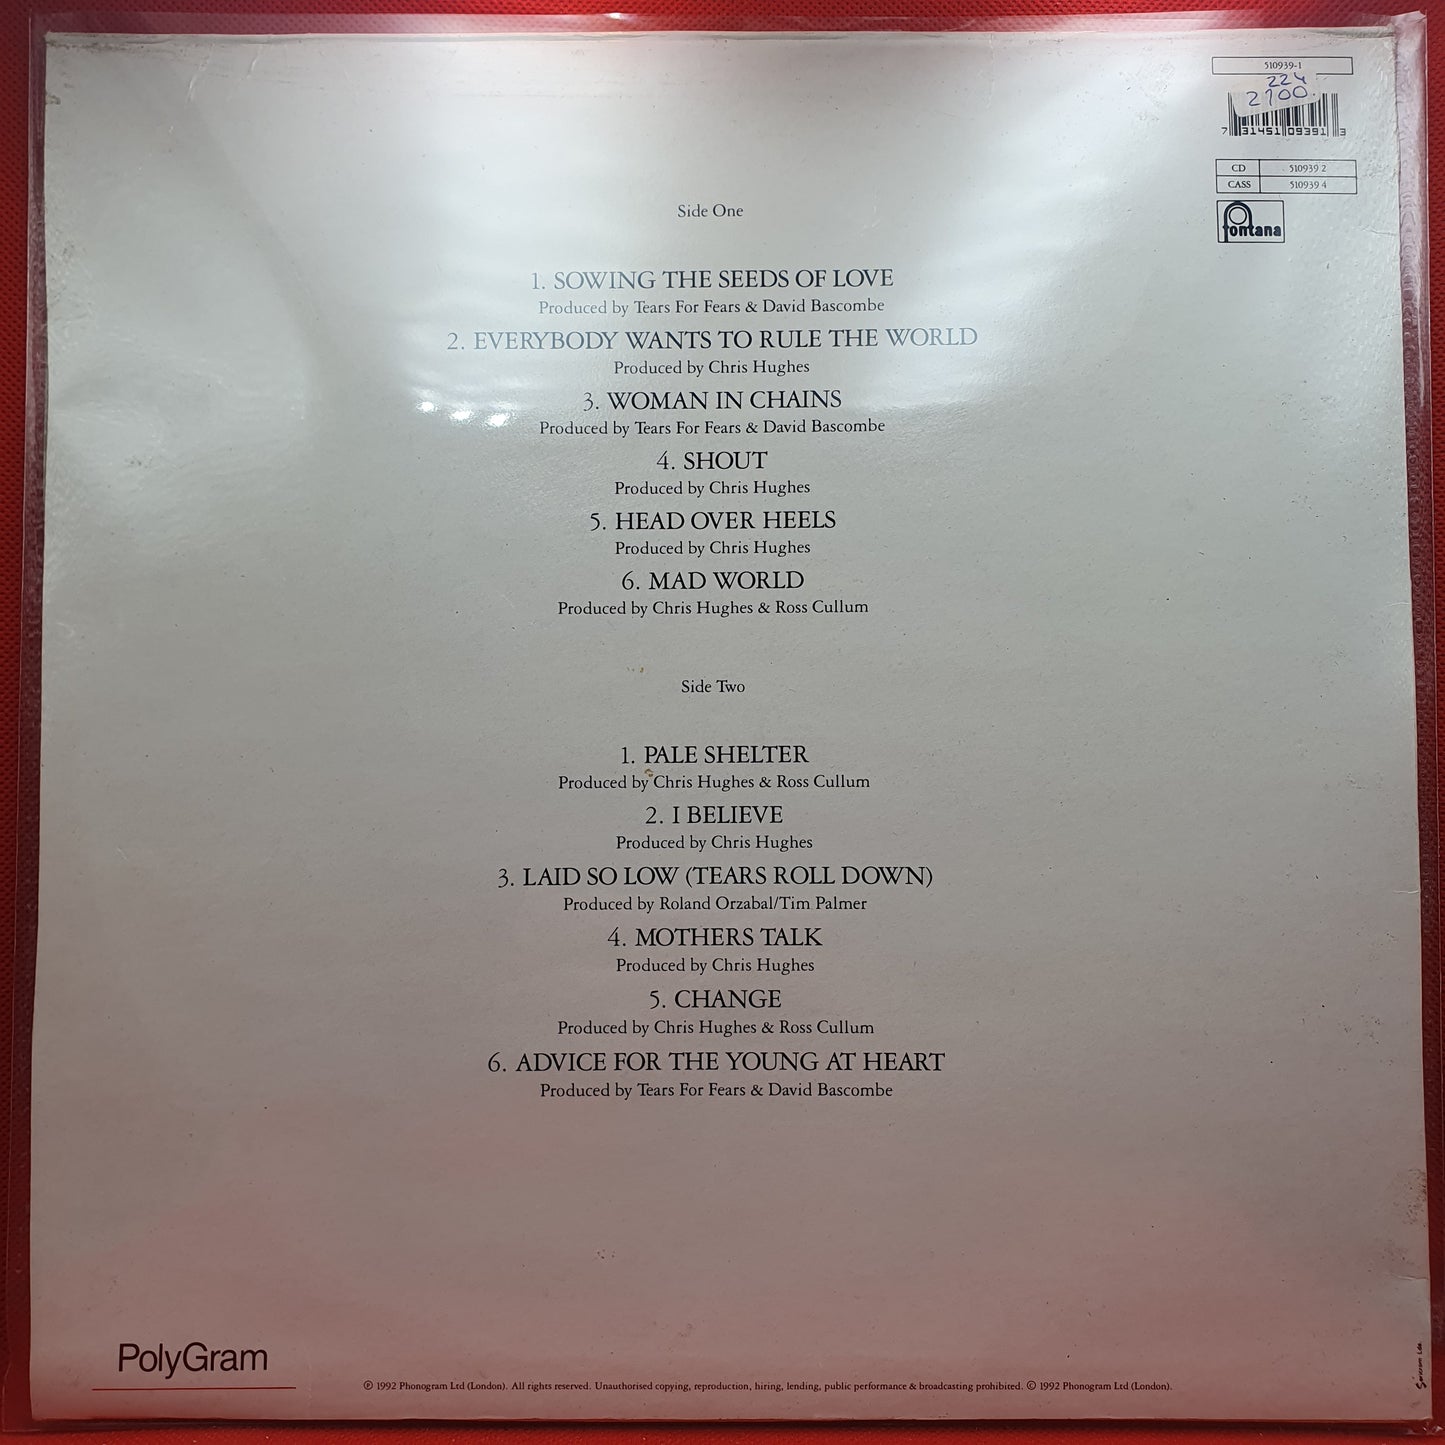 510939-1
224
2700
7 31451 09391 3
CD 510939 2
CASS 510939 4
fontana
Side One
1. SOWING THE SEEDS OF LOVE
Produced by Tears For Fears & David Bascombe
2. EVERYBODY WANTS TO RULE THE WORLD
Produced by Chris Hughes
3. WOMAN IN CHAINS
Produced by Tears For Fears & David Bascombe
4. SHOUT
Produced by Chris Hughes
5. HEAD OVER HEELS
Produced by Chris Hughes
6. MAD WORLD
Produced by Chris Hughes & Ross Cullum
Side Two
1. PALE SHELTER
Produced by Chris Hughes & Ross Cullum
2. I BELIEVE
Produced by Chris Hughes
3. LAID SO LOW (TEARS ROLL DOWN)
Produced by Roland Orzabal/Tim Palmer
4. MOTHERS TALK
Produced by Chris Hughes
5. CHANGE
Produced by Chris Hughes & Ross Cullum
6. ADVICE FOR THE YOUNG AT HEART
Produced by Tears For Fears & David Bascombe
PolyGram
℗ 1992 Phonogram Ltd (London). All rights reserved. Unauthorised copying, reproduction, hiring, lending, public performance & broadcasting prohibited. © 1992 Phonogram Ltd (London).